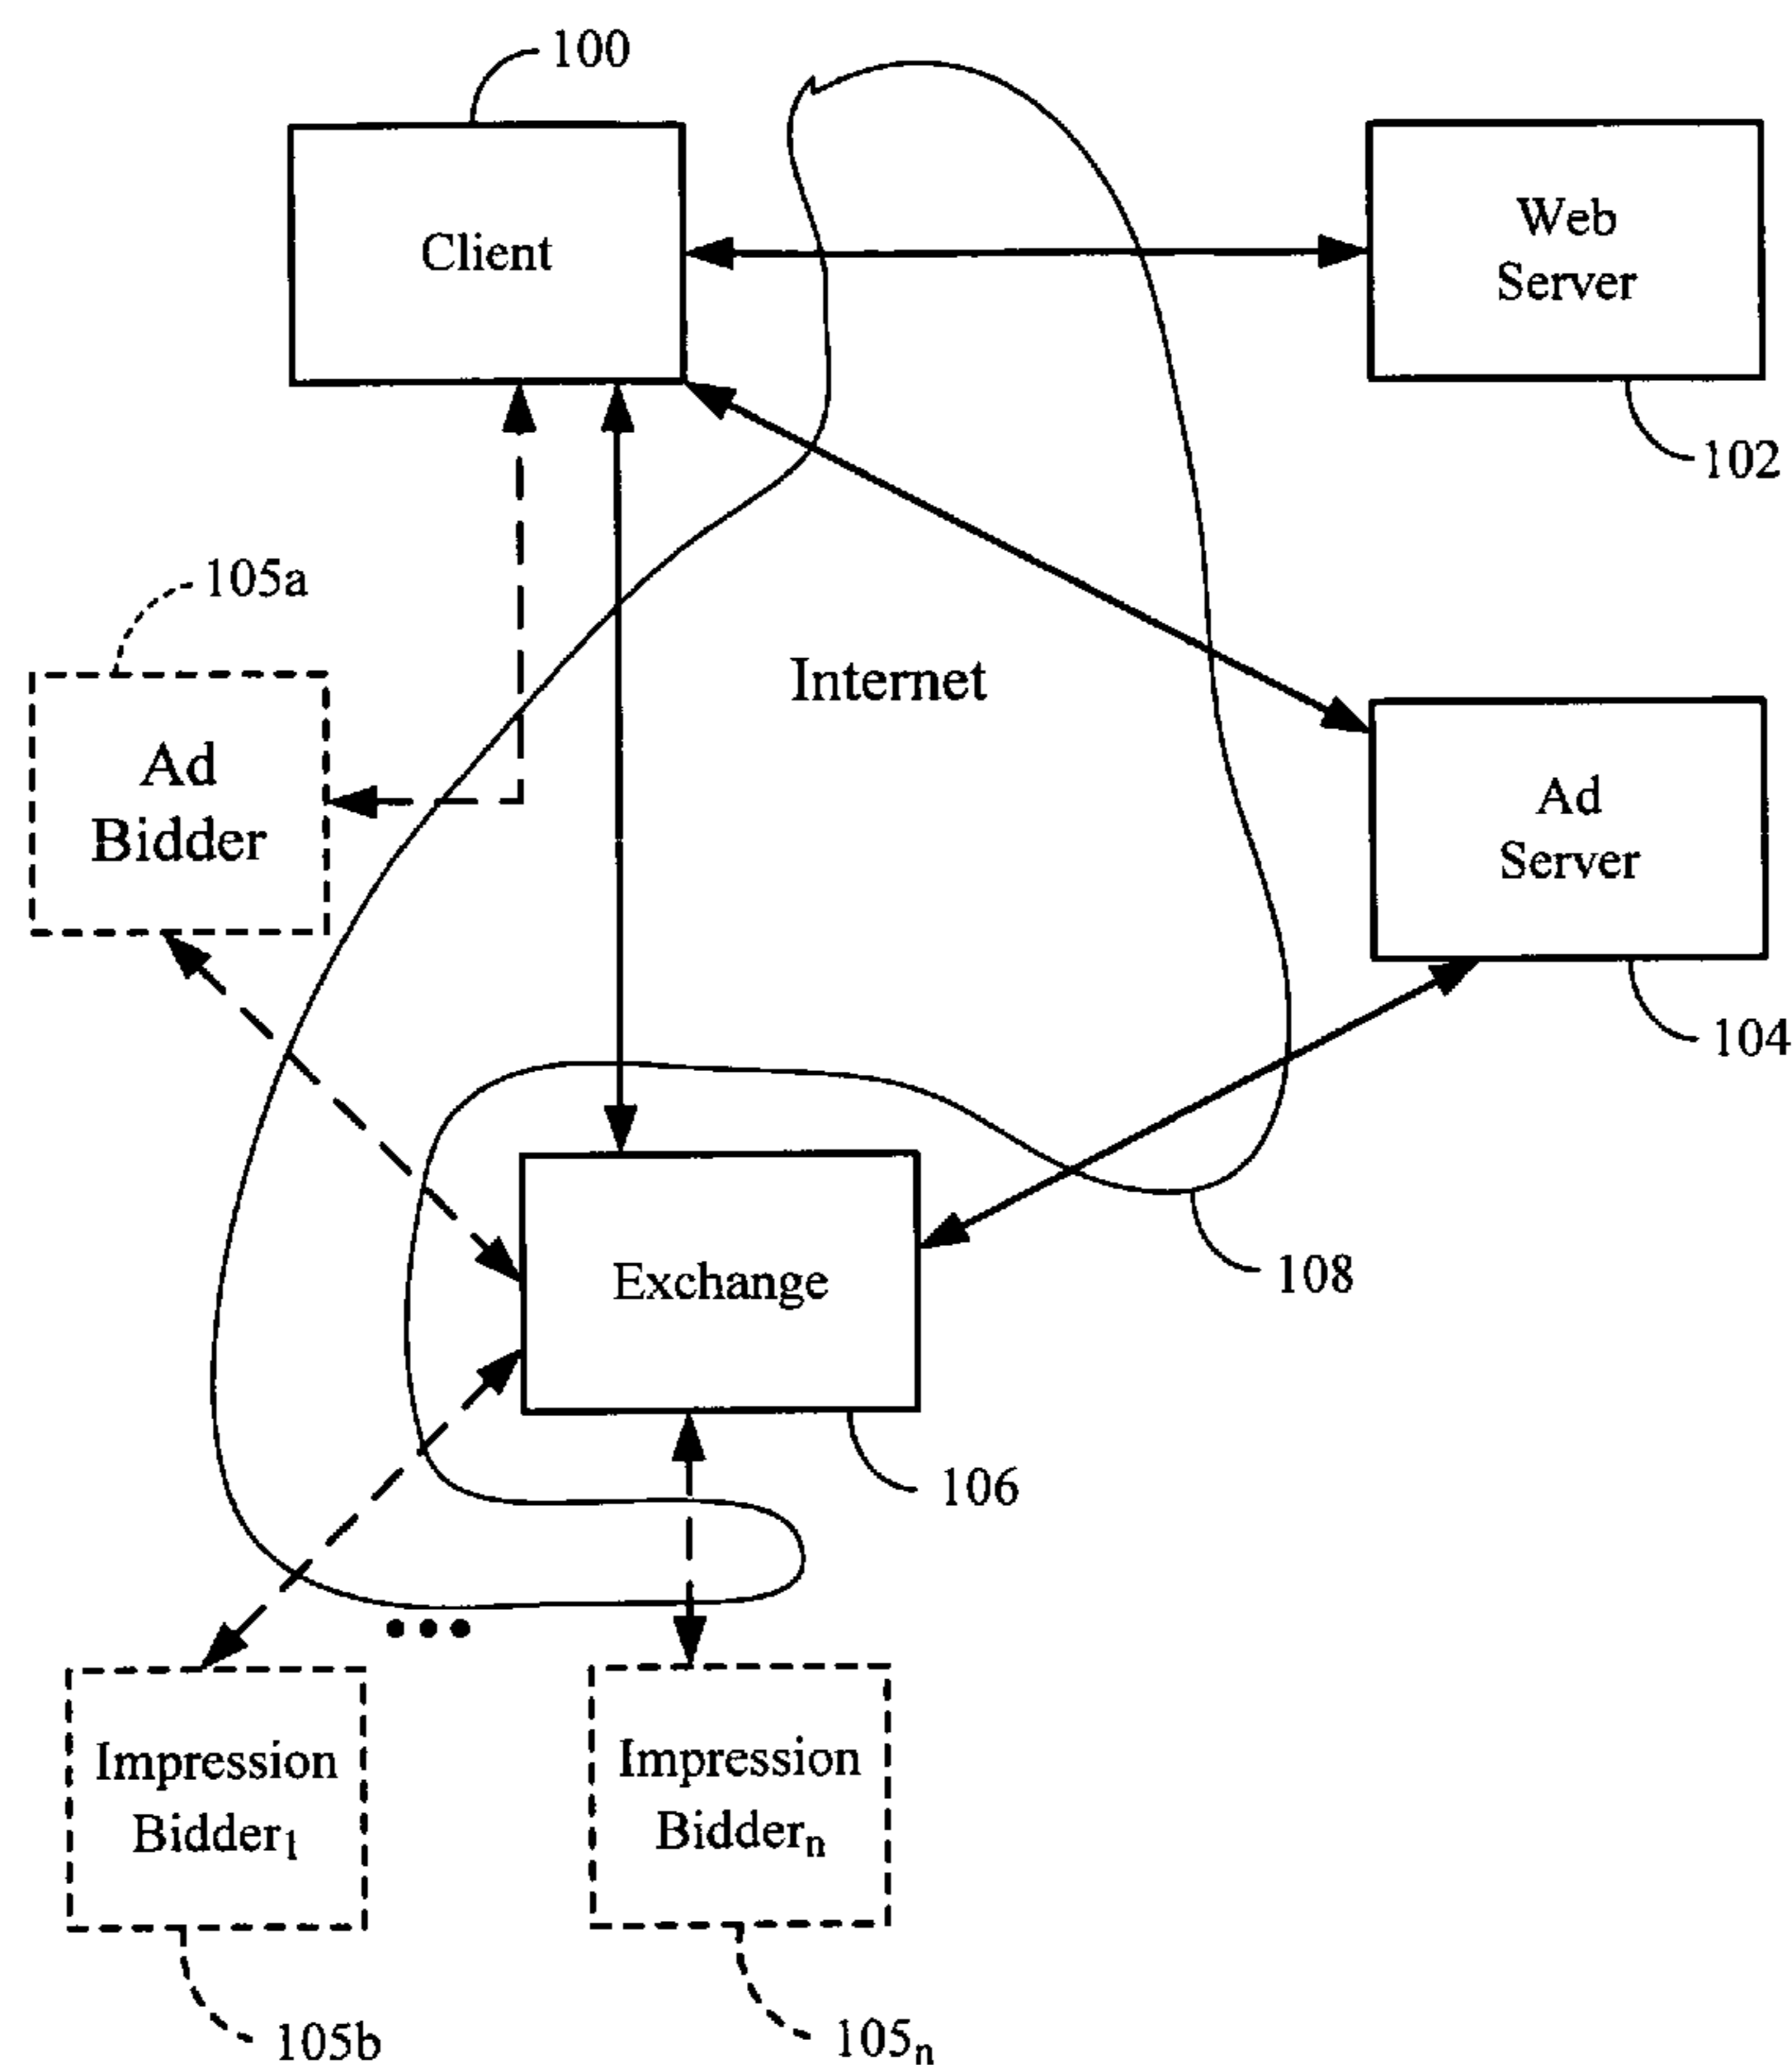 100
Client
Web
Server
102
105a
Internet
Ad
Bidder
Ad
Server
104
108
Exchange
106
Impression
Bidder₁
Impression
Bidderₙ
105b
105ₙ